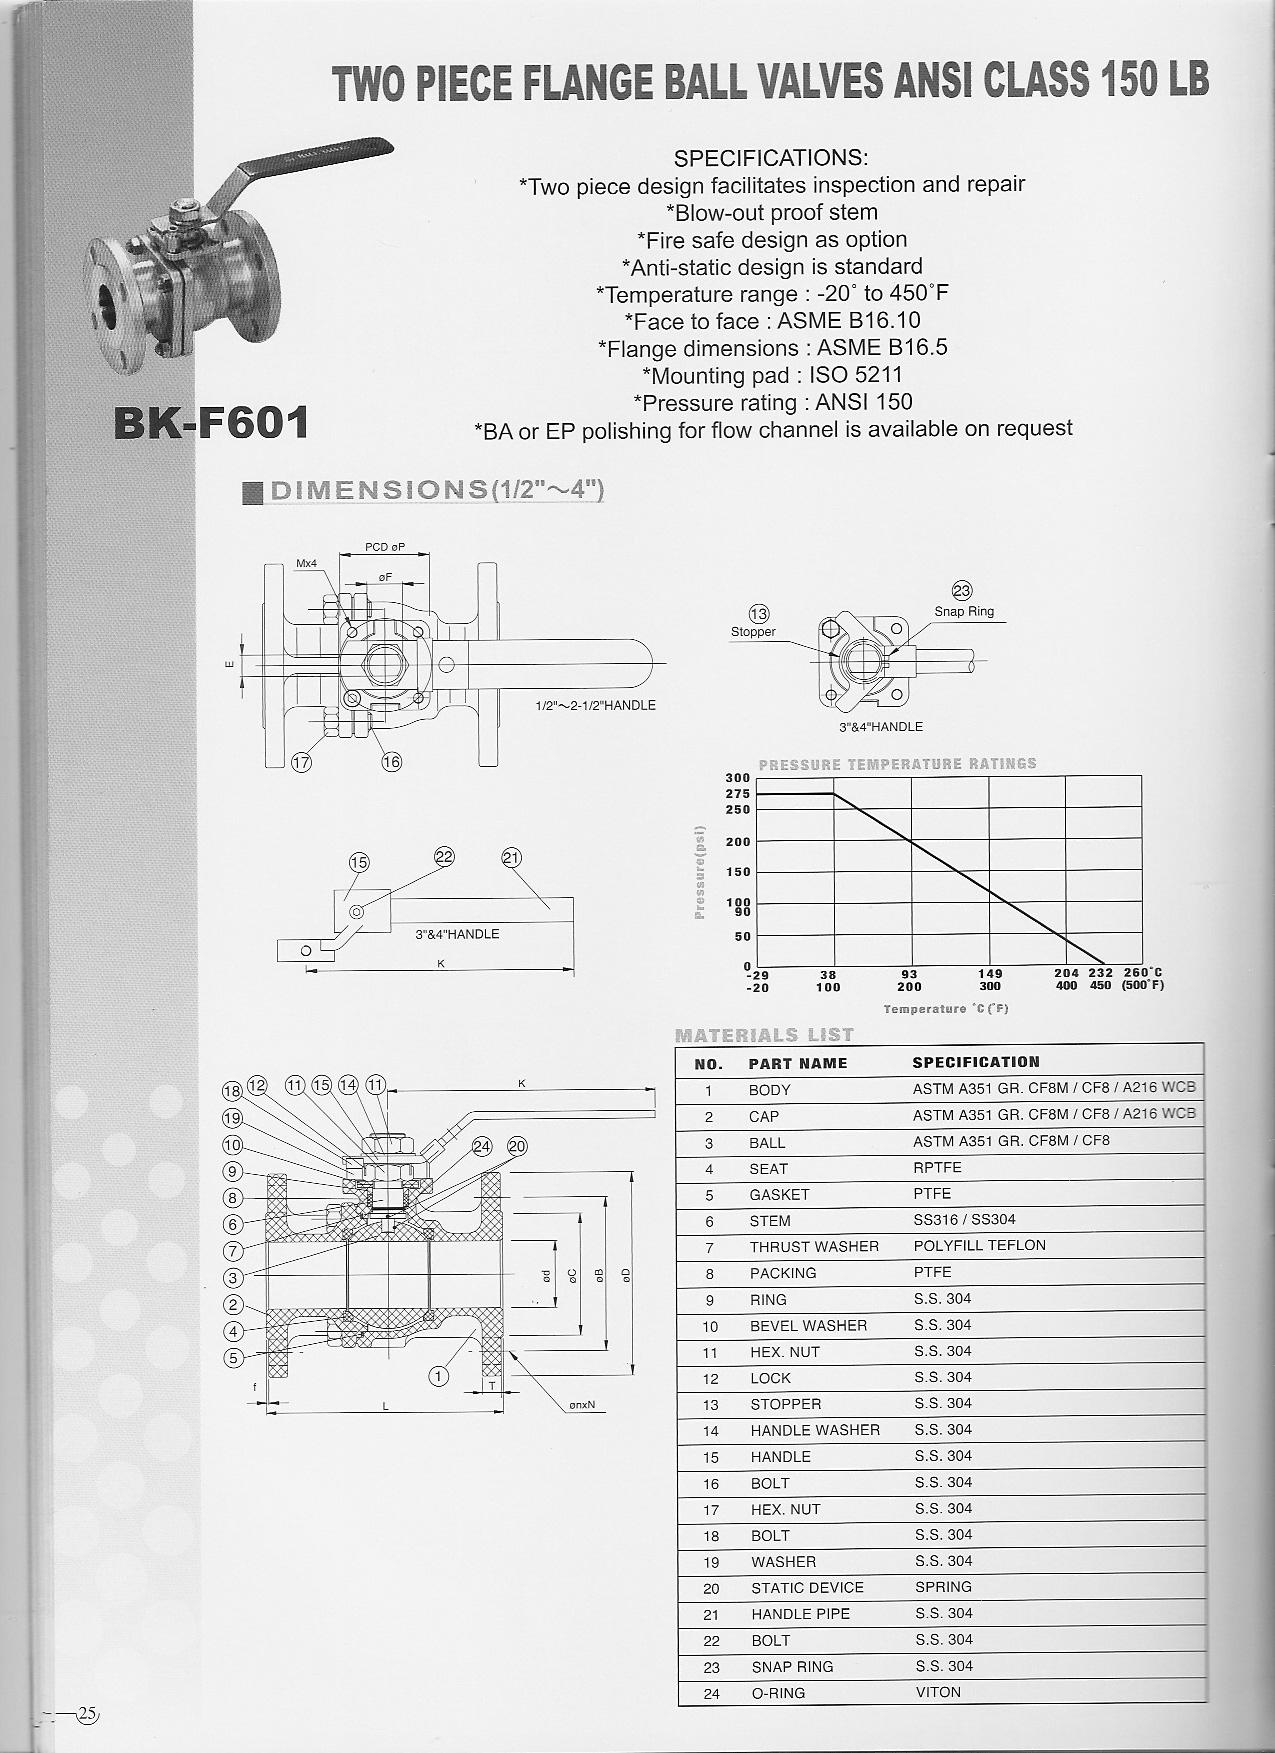 TWO PIECE FLANGE BALL VALVES ANSI CLASS 150 LB
SPECIFICATIONS:
*Two piece design facilitates inspection and repair
*Blow-out proof stem
*Fire safe design as option
*Anti-static design is standard
*Temperature range : -20° to 450°F
*Face to face : ASME B16.10
*Flange dimensions : ASME B16.5
*Mounting pad : ISO 5211
*Pressure rating : ANSI 150
*BA or EP polishing for flow channel is available on request
BK-F601
DIMENSIONS(1/2"～4")
PCD øP
Mx4
øF
E
1/2"～2-1/2"HANDLE
17
16
13
Stopper
23
Snap Ring
3"&4"HANDLE
15
22
21
3"&4"HANDLE
K
PRESSURE TEMPERATURE RATINGS
Pressure(psi)
300
275
250
200
150
100
90
50
0
-29 38 93 149 204 232 260°C
-20 100 200 300 400 450 (500°F)
Temperature °C (°F)
18 12 11 15 14 11
K
19
10
9
8
6
7
3
2
4
5
24 20
ød
øC
øB
øD
1
f
T
L
ønxN
MATERIALS LIST
NO. PART NAME SPECIFICATION
1 BODY ASTM A351 GR. CF8M / CF8 / A216 WCB
2 CAP ASTM A351 GR. CF8M / CF8 / A216 WCB
3 BALL ASTM A351 GR. CF8M / CF8
4 SEAT RPTFE
5 GASKET PTFE
6 STEM SS316 / SS304
7 THRUST WASHER POLYFILL TEFLON
8 PACKING PTFE
9 RING S.S. 304
10 BEVEL WASHER S.S. 304
11 HEX. NUT S.S. 304
12 LOCK S.S. 304
13 STOPPER S.S. 304
14 HANDLE WASHER S.S. 304
15 HANDLE S.S. 304
16 BOLT S.S. 304
17 HEX. NUT S.S. 304
18 BOLT S.S. 304
19 WASHER S.S. 304
20 STATIC DEVICE SPRING
21 HANDLE PIPE S.S. 304
22 BOLT S.S. 304
23 SNAP RING S.S. 304
24 O-RING VITON
25